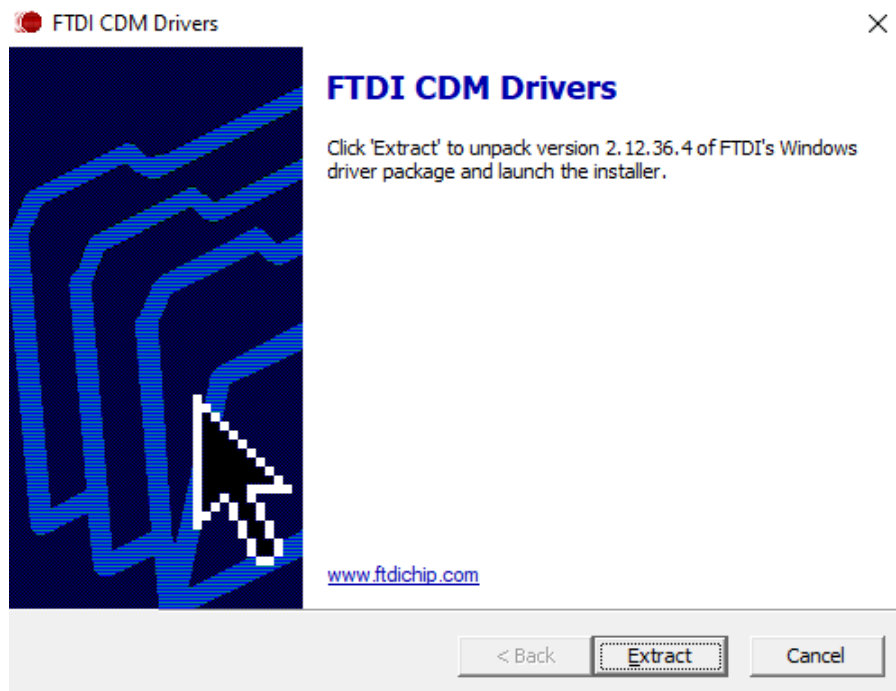 FTDI CDM Drivers
FTDI CDM Drivers
Click 'Extract' to unpack version 2.12.36.4 of FTDI's Windows
driver package and launch the installer.
www.ftdichip.com
< Back
Extract
Cancel